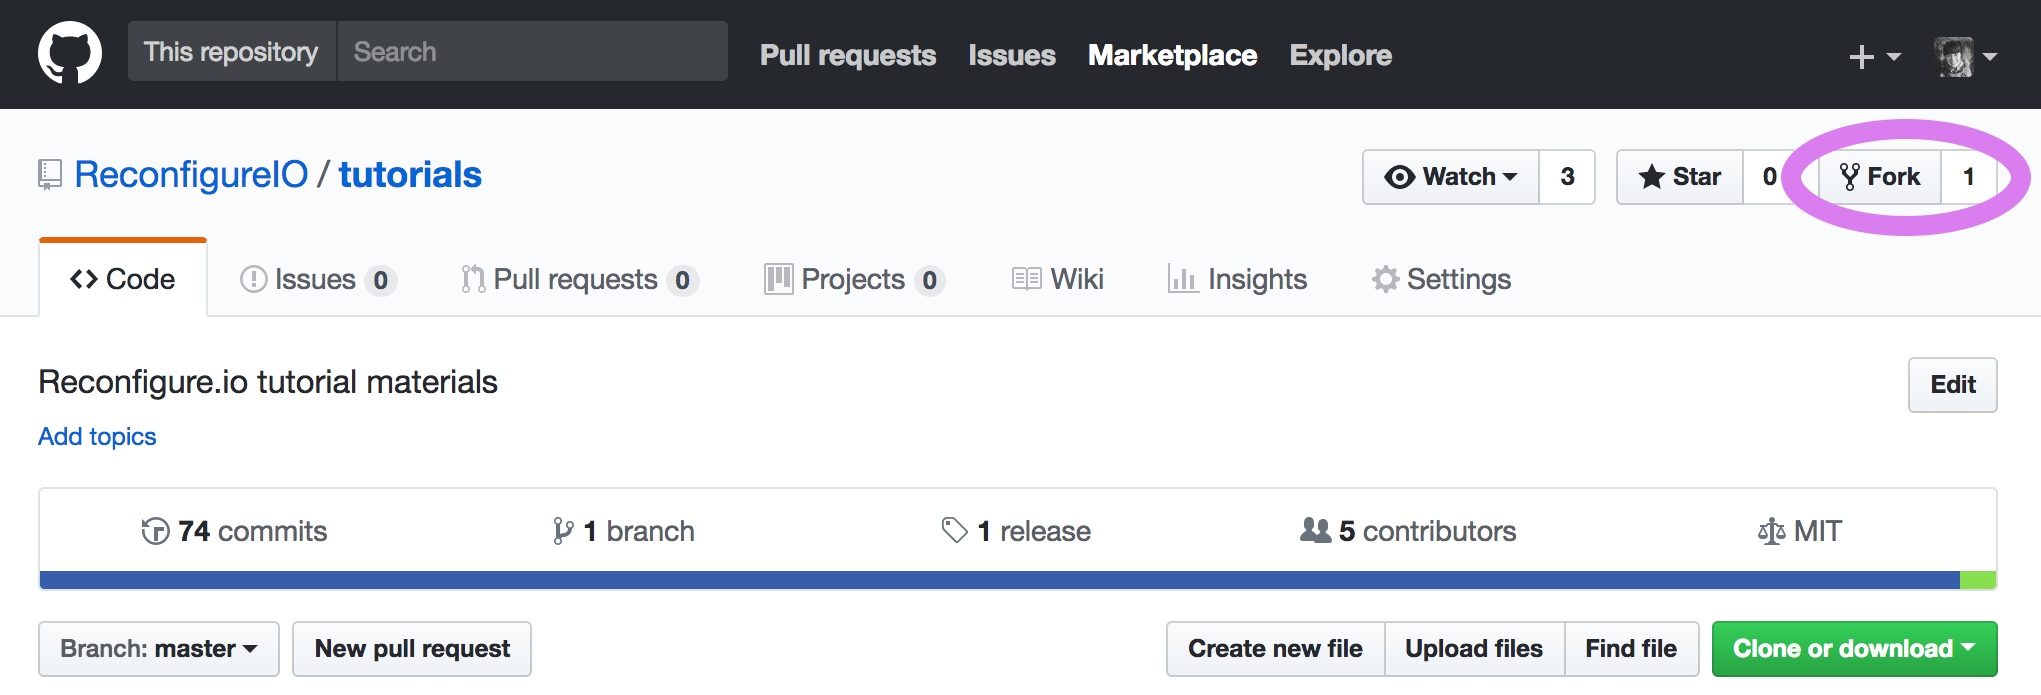 This repository Search Pull requests Issues Marketplace Explore
ReconfigureIO / tutorials Watch 3 Star 0 Fork 1
Code Issues 0 Pull requests 0 Projects 0 Wiki Insights Settings
Reconfigure.io tutorial materials Edit
Add topics
74 commits 1 branch 1 release 5 contributors MIT
Branch: master New pull request Create new file Upload files Find file Clone or download